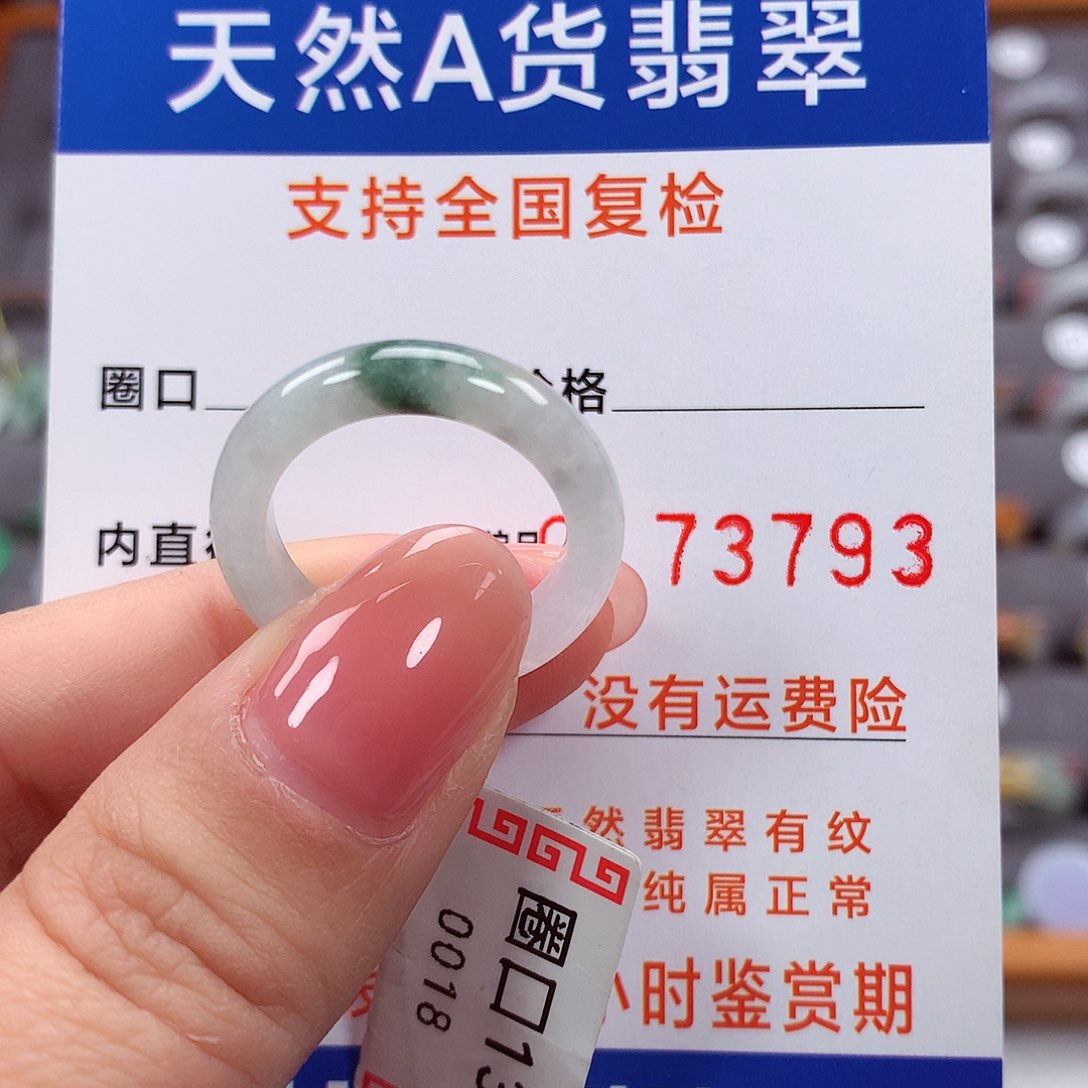 天然A货翡翠
支持全国复检
圈口 格
内直 73793
没有运费险
然翡翠有纹
纯属正常
小时鉴赏期
圈口13
0018